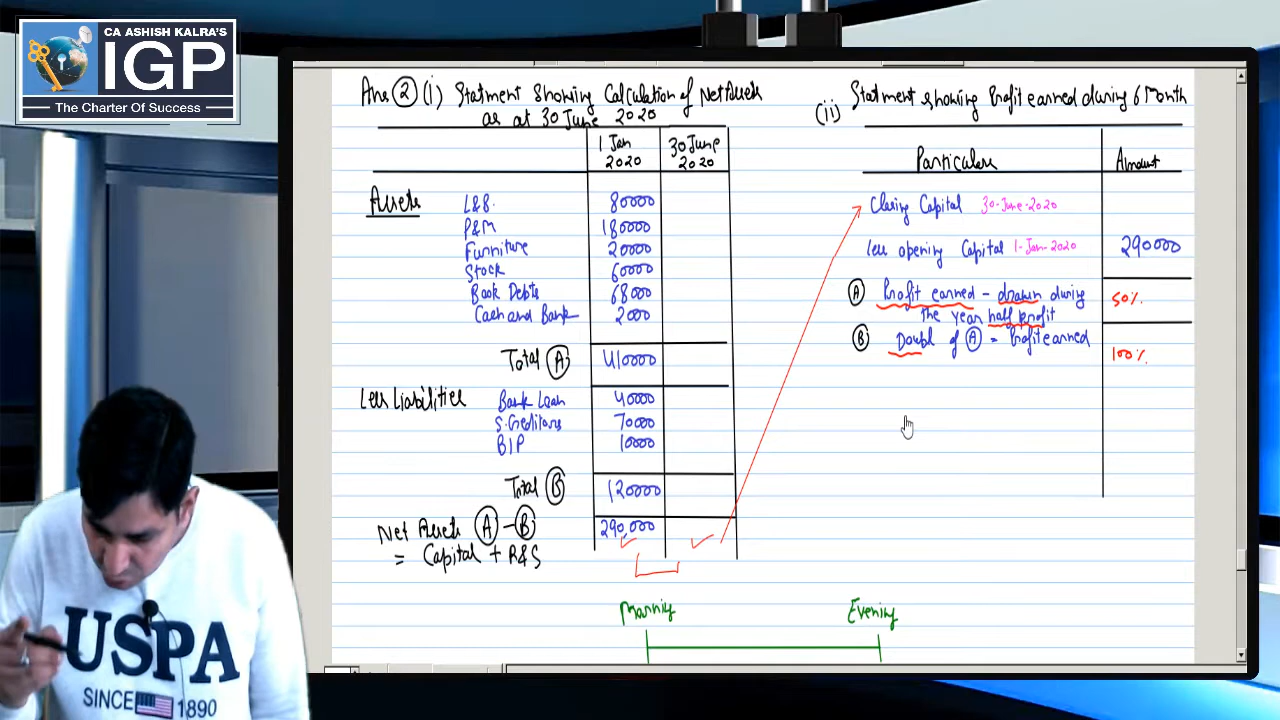 CA ASHISH KALRA'S
IGP
The Charter Of Success
Ans ② (i) Statment Showing Calculation of Net Assets
as at 30 June 2020
1 Jan 2020 30 June 2020
Assets L&B. 80000
P&M 180000
Furniture 20000
Stock 60000
Book Debts 68000
Cash and Bank 2000
Total Ⓐ 410000
Less Liabilities Bank Loan 40000
S. Creditors 70000
B/P 10000
Total Ⓑ 120000
Net Assets Ⓐ - Ⓑ 290,000
= Capital + R&S
(ii) Statment showing Profit earned during 6 Month
Particulars Amount
Closing Capital 30-June-2020
Less opening Capital 1-Jan-2020 290000
Ⓐ Profit earned - drawn during 50%
the year half profit
Ⓑ Doubl of Ⓐ = Profit earned 100%
Morning Evening
USPA
SINCE 1890